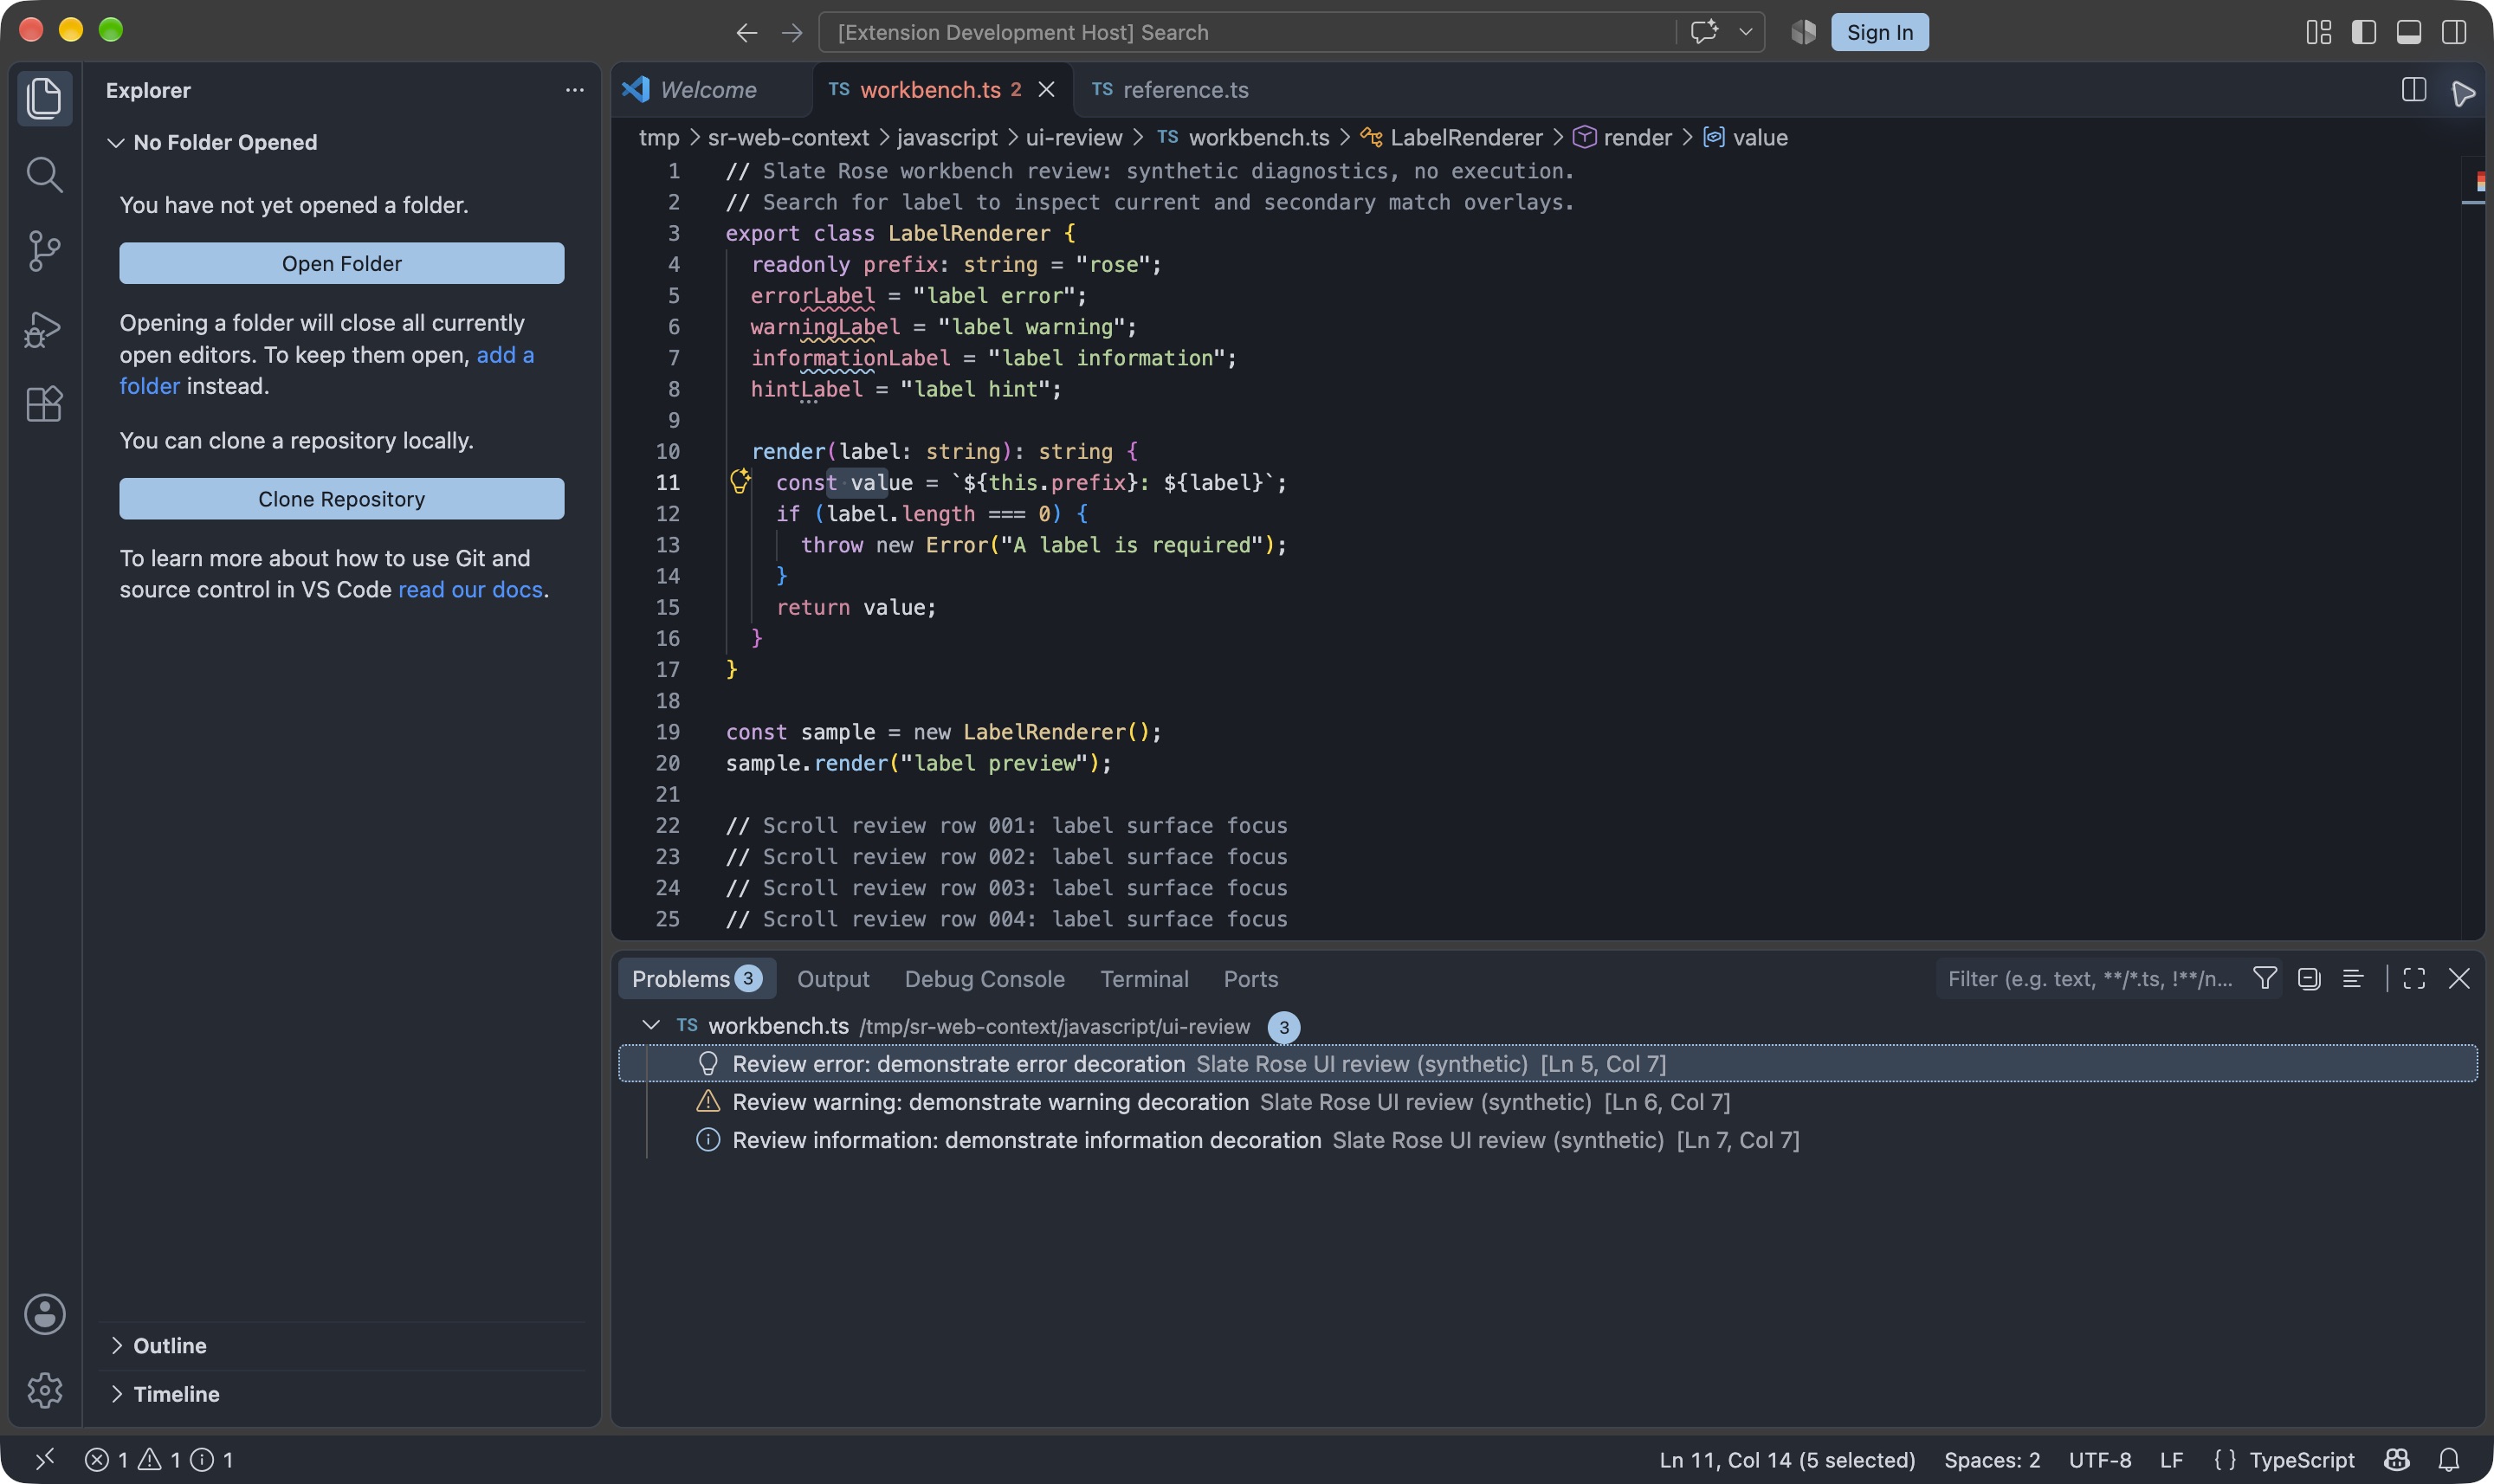 [Extension Development Host] Search
Sign In
Explorer
No Folder Opened
You have not yet opened a folder.
Open Folder
Opening a folder will close all currently
open editors. To keep them open, add a
folder instead.
You can clone a repository locally.
Clone Repository
To learn more about how to use Git and
source control in VS Code read our docs.
Outline
Timeline
Welcome
TS workbench.ts 2
TS reference.ts
tmp > sr-web-context > javascript > ui-review > TS workbench.ts > LabelRenderer > render > value
1 // Slate Rose workbench review: synthetic diagnostics, no execution.
2 // Search for label to inspect current and secondary match overlays.
3 export class LabelRenderer {
4 readonly prefix: string = "rose";
5 errorLabel = "label error";
6 warningLabel = "label warning";
7 informationLabel = "label information";
8 hintLabel = "label hint";
9
10 render(label: string): string {
11 const value = `${this.prefix}: ${label}`;
12 if (label.length === 0) {
13 throw new Error("A label is required");
14 }
15 return value;
16 }
17 }
18
19 const sample = new LabelRenderer();
20 sample.render("label preview");
21
22 // Scroll review row 001: label surface focus
23 // Scroll review row 002: label surface focus
24 // Scroll review row 003: label surface focus
25 // Scroll review row 004: label surface focus
Problems 3 Output Debug Console Terminal Ports
Filter (e.g. text, **/*.ts, !**/n...
TS workbench.ts /tmp/sr-web-context/javascript/ui-review 3
Review error: demonstrate error decoration Slate Rose UI review (synthetic) [Ln 5, Col 7]
Review warning: demonstrate warning decoration Slate Rose UI review (synthetic) [Ln 6, Col 7]
Review information: demonstrate information decoration Slate Rose UI review (synthetic) [Ln 7, Col 7]
1 1 1
Ln 11, Col 14 (5 selected) Spaces: 2 UTF-8 LF {} TypeScript